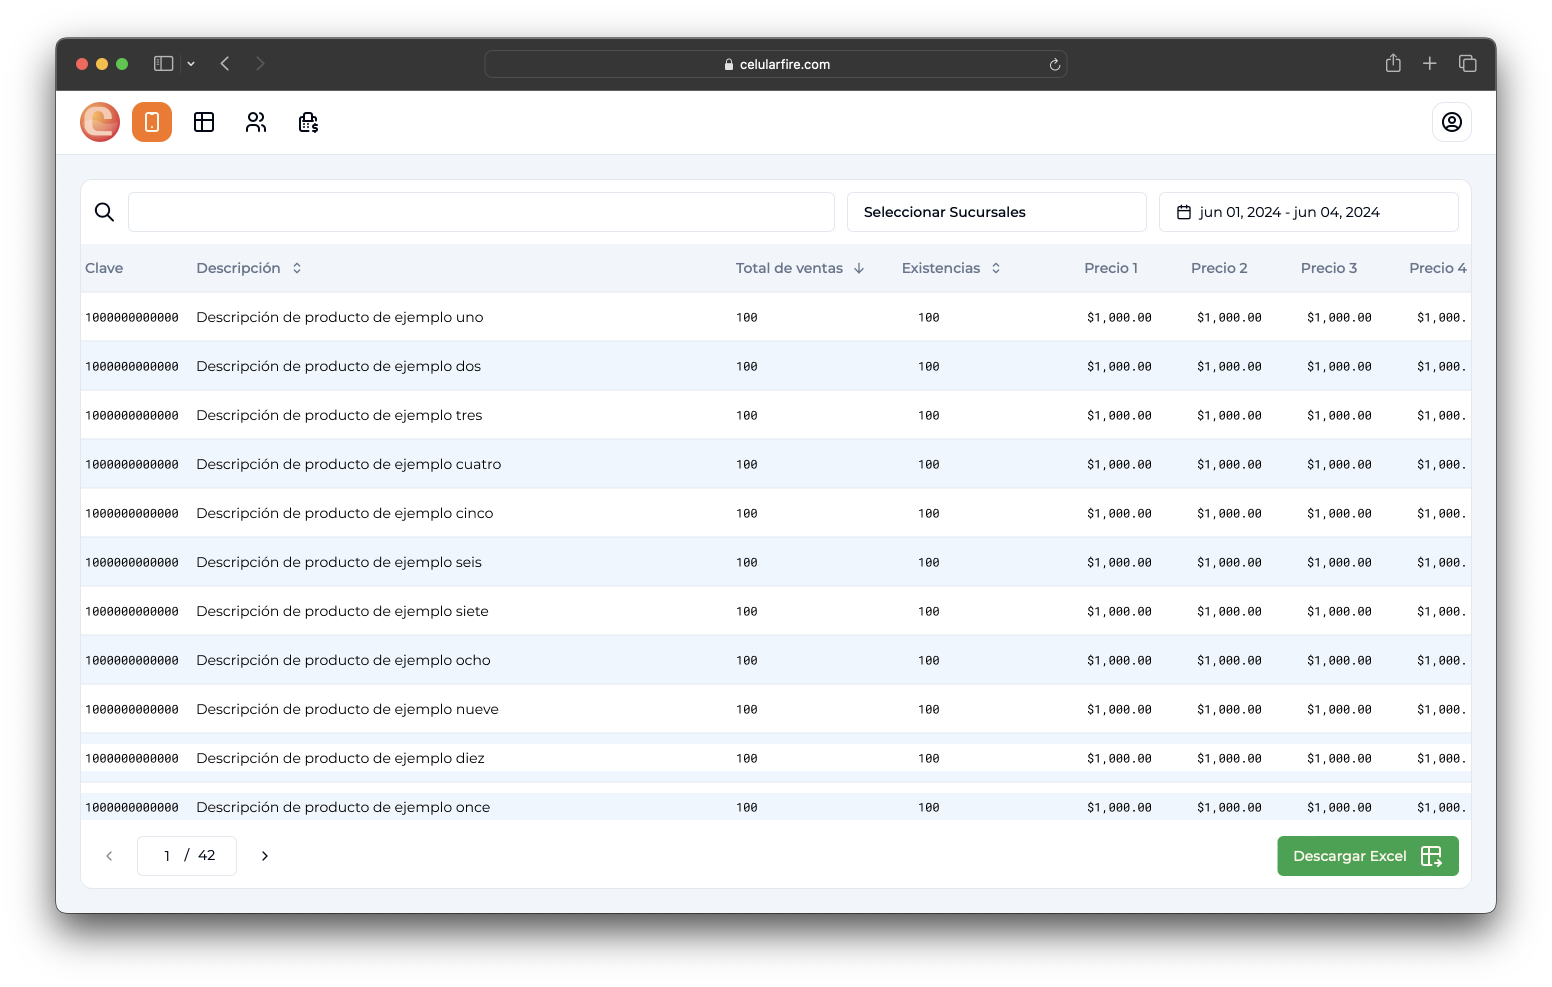 celularfire.com
Seleccionar Sucursales
jun 01, 2024 - jun 04, 2024
Clave Descripción Total de ventas Existencias Precio 1 Precio 2 Precio 3 Precio 4
1000000000000 Descripción de producto de ejemplo uno 100 100 $1,000.00 $1,000.00 $1,000.00 $1,000.
1000000000000 Descripción de producto de ejemplo dos 100 100 $1,000.00 $1,000.00 $1,000.00 $1,000.
1000000000000 Descripción de producto de ejemplo tres 100 100 $1,000.00 $1,000.00 $1,000.00 $1,000.
1000000000000 Descripción de producto de ejemplo cuatro 100 100 $1,000.00 $1,000.00 $1,000.00 $1,000.
1000000000000 Descripción de producto de ejemplo cinco 100 100 $1,000.00 $1,000.00 $1,000.00 $1,000.
1000000000000 Descripción de producto de ejemplo seis 100 100 $1,000.00 $1,000.00 $1,000.00 $1,000.
1000000000000 Descripción de producto de ejemplo siete 100 100 $1,000.00 $1,000.00 $1,000.00 $1,000.
1000000000000 Descripción de producto de ejemplo ocho 100 100 $1,000.00 $1,000.00 $1,000.00 $1,000.
1000000000000 Descripción de producto de ejemplo nueve 100 100 $1,000.00 $1,000.00 $1,000.00 $1,000.
1000000000000 Descripción de producto de ejemplo diez 100 100 $1,000.00 $1,000.00 $1,000.00 $1,000.
1000000000000 Descripción de producto de ejemplo once 100 100 $1,000.00 $1,000.00 $1,000.00 $1,000.
1 / 42
Descargar Excel